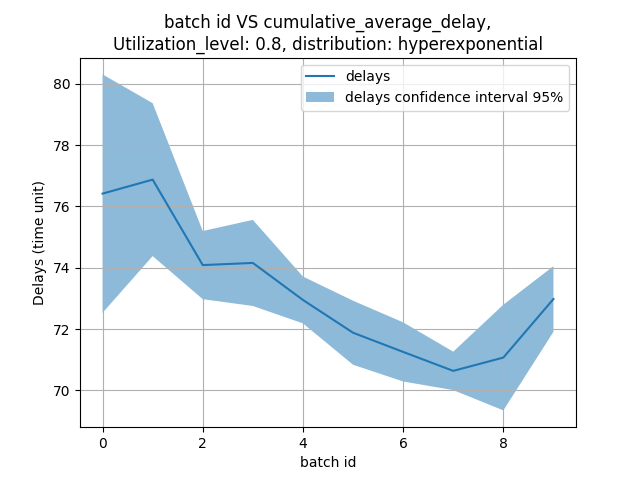 batch id VS cumulative_average_delay,
Utilization_level: 0.8, distribution: hyperexponential
delays
delays confidence interval 95%
80
78
76
74
72
70
Delays (time unit)
0
2
4
6
8
batch id